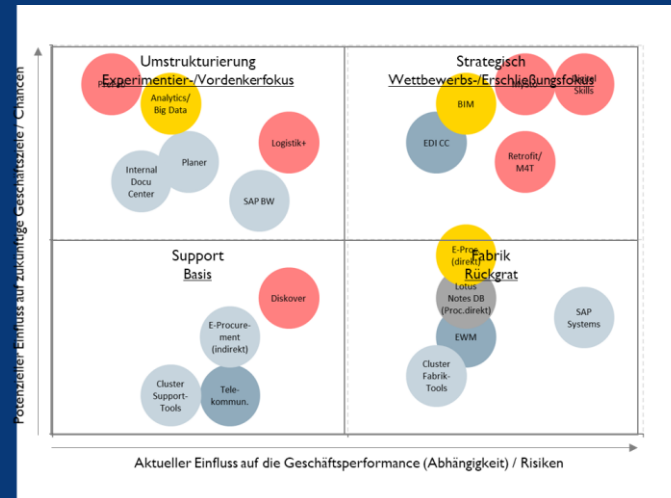 Potenzieller Einfluss auf zukünftige Geschäftsziele / Chancen
Umstrukturierung
Experimentier-/Vordenkerfokus
Analytics/
Big Data
Logistik+
Planer
Internal
Docu
Center
SAP BW
Strategisch
Wettbewerbs-/Erschließungsfokus
BIM
Digital
Skills
EDI CC
Retrofit/
M4T
Support
Basis
Diskover
E-Procure-
ment
(indirekt)
Cluster
Support-
Tools
Tele-
kommun.
Fabrik
Rückgrat
E-Proc.
(direkt)
Lotus
Notes DB
(Proc.direkt)
EWM
SAP
Systems
Cluster
Fabrik-
Tools
Aktueller Einfluss auf die Geschäftsperformance (Abhängigkeit) / Risiken